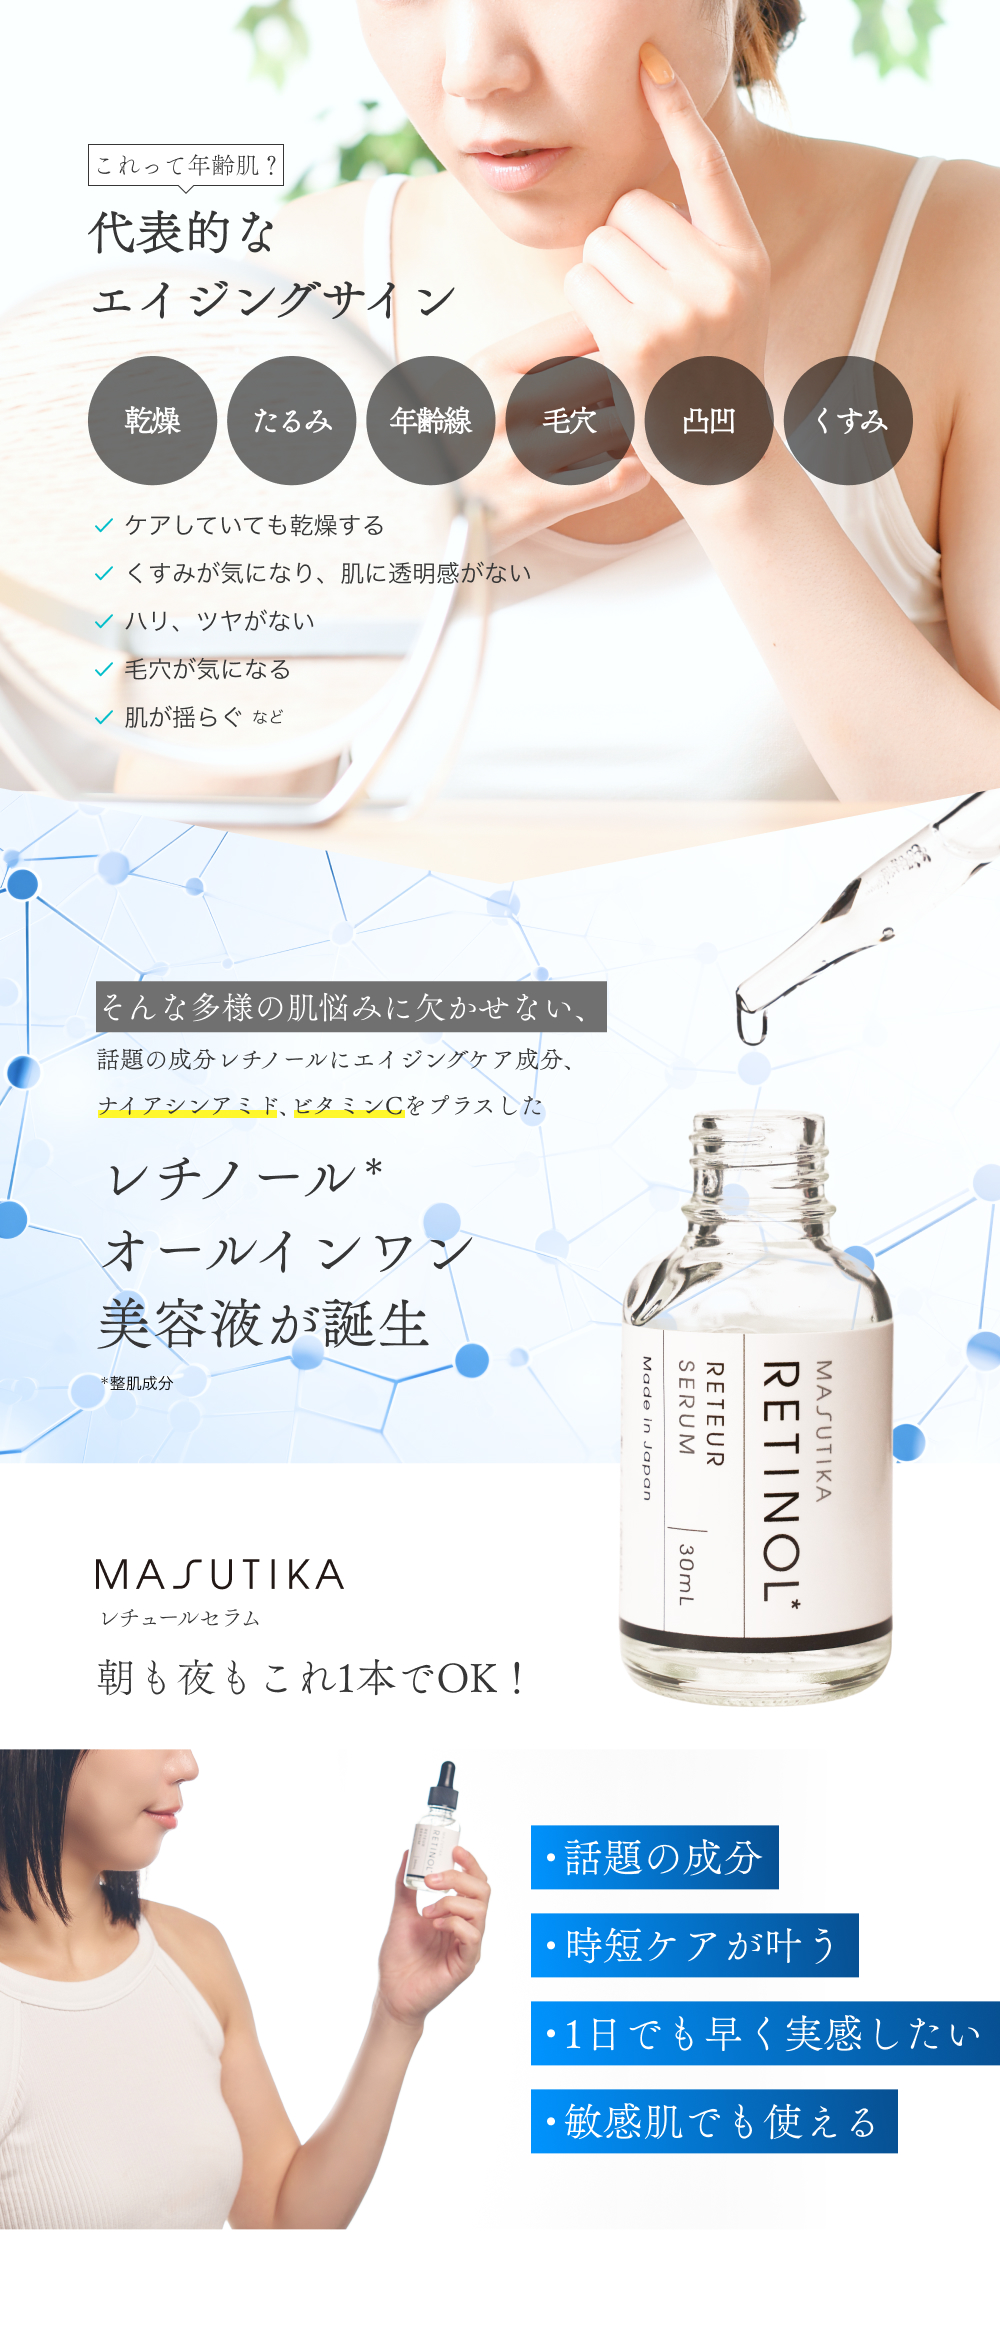 これって年齢肌？
代表的な
エイジングサイン
乾燥 たるみ 年齢線 毛穴 凸凹 くすみ
ケアしていても乾燥する
くすみが気になり、肌に透明感がない
ハリ、ツヤがない
毛穴が気になる
肌が揺らぐ など
そんな多様の肌悩みに欠かせない、
話題の成分レチノールにエイジングケア成分、
ナイアシンアミド、ビタミンCをプラスした
レチノール*
オールインワン
美容液が誕生
*整肌成分
MASUTIKA
RETINOL*
RETEUR
SERUM
30mL
Made in Japan
MASUTIKA
レチュールセラム
朝も夜もこれ1本でOK！
RETINOL
・話題の成分
・時短ケアが叶う
・1日でも早く実感したい
・敏感肌でも使える